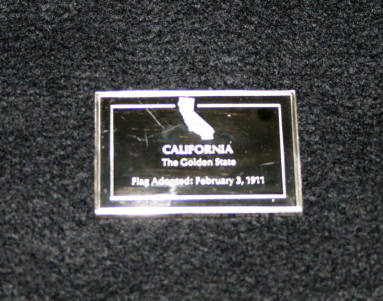 CALIFORNIA
The Golden State
Flag Adopted: February 3, 1911